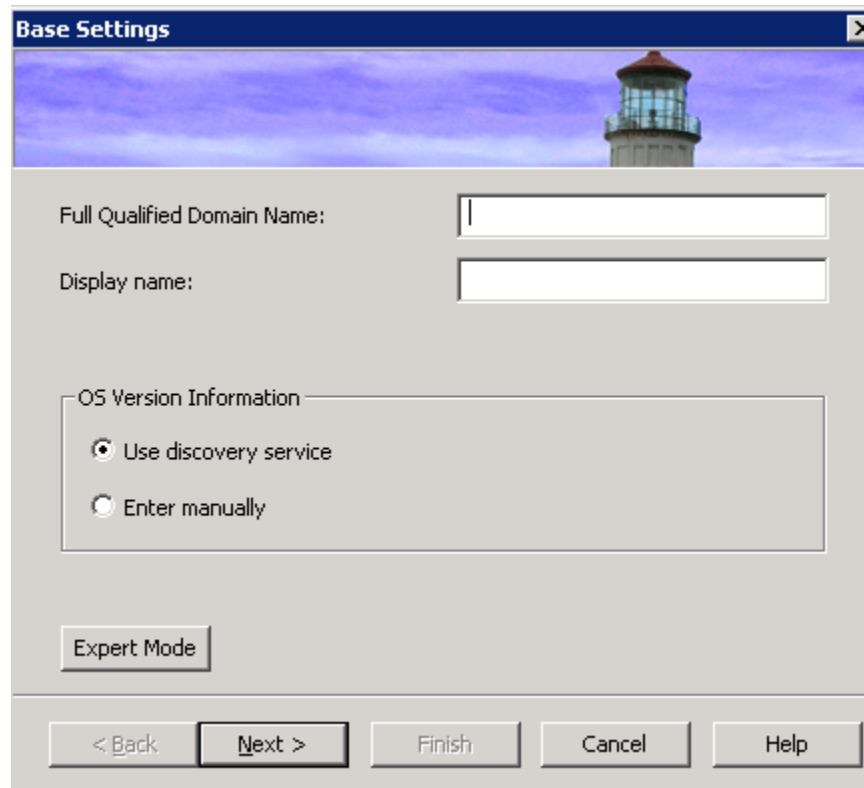 Base Settings
Full Qualified Domain Name:
Display name:
OS Version Information
Use discovery service
Enter manually
Expert Mode
< Back Next > Finish Cancel Help